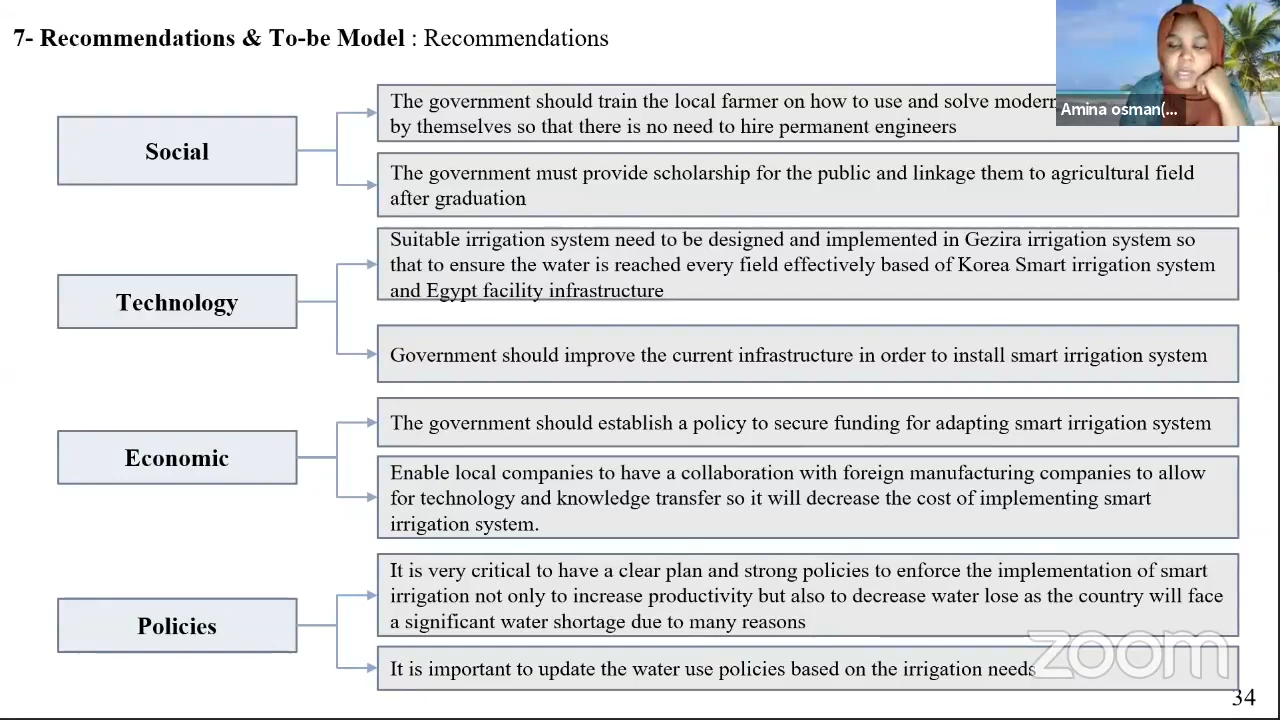 7- Recommendations & To-be Model : Recommendations
Amina osman(...
Social
The government should train the local farmer on how to use and solve modern
by themselves so that there is no need to hire permanent engineers
The government must provide scholarship for the public and linkage them to agricultural field
after graduation
Technology
Suitable irrigation system need to be designed and implemented in Gezira irrigation system so
that to ensure the water is reached every field effectively based of Korea Smart irrigation system
and Egypt facility infrastructure
Government should improve the current infrastructure in order to install smart irrigation system
Economic
The government should establish a policy to secure funding for adapting smart irrigation system
Enable local companies to have a collaboration with foreign manufacturing companies to allow
for technology and knowledge transfer so it will decrease the cost of implementing smart
irrigation system.
Policies
It is very critical to have a clear plan and strong policies to enforce the implementation of smart
irrigation not only to increase productivity but also to decrease water lose as the country will face
a significant water shortage due to many reasons
It is important to update the water use policies based on the irrigation needs
zoom
34